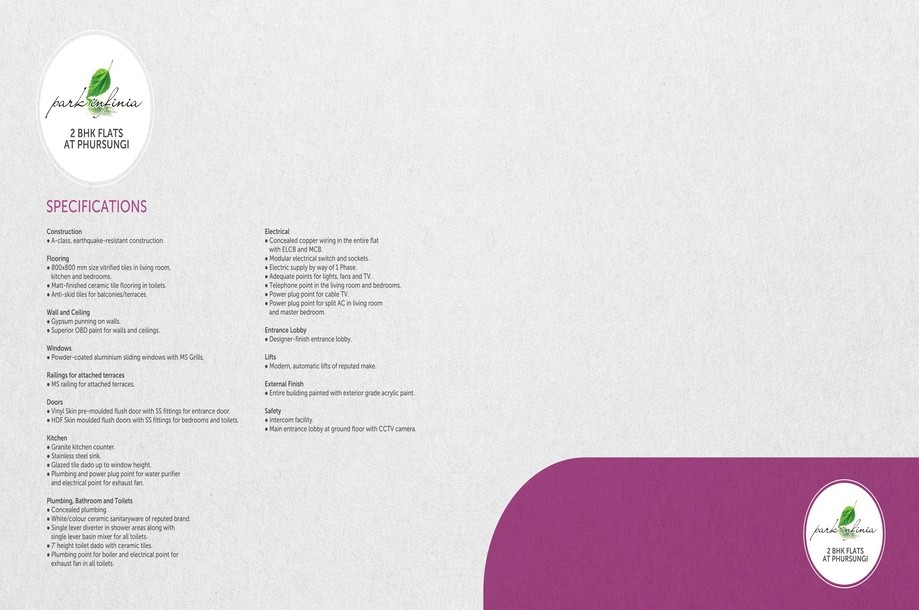 park infinia
2 BHK FLATS
AT PHURSUNGI
SPECIFICATIONS
Construction
• A-class, earthquake-resistant construction.
Flooring
• 800x800 mm size vitrified tiles in living room,
kitchen and bedrooms.
• Matt-finished ceramic tile flooring in toilets.
• Anti-skid tiles for balconies/terraces.
Wall and Ceiling
• Gypsum punning on walls.
• Superior OBD paint for walls and ceilings.
Windows
• Powder-coated aluminium sliding windows with MS Grills.
Railings for attached terraces
• MS railing for attached terraces.
Doors
• Vinyl Skin pre-moulded flush door with SS fittings for entrance door.
• HDF Skin moulded flush doors with SS fittings for bedrooms and toilets.
Kitchen
• Granite kitchen counter.
• Stainless steel sink.
• Glazed tile dado up to window height.
• Plumbing and power plug point for water purifier
and electrical point for exhaust fan.
Plumbing, Bathroom and Toilets
• Concealed plumbing.
• White/colour ceramic sanitaryware of reputed brand.
• Single lever diverter in shower areas along with
single lever basin mixer for all toilets.
• 7' height toilet dado with ceramic tiles.
• Plumbing point for boiler and electrical point for
exhaust fan in all toilets.
Electrical
• Concealed copper wiring in the entire flat
with ELCB and MCB.
• Modular electrical switch and sockets.
• Electric supply by way of 1 Phase.
• Adequate points for lights, fans and TV.
• Telephone point in the living room and bedrooms.
• Power plug point for cable TV.
• Power plug point for split AC in living room
and master bedroom.
Entrance Lobby
• Designer-finish entrance lobby.
Lifts
• Modern, automatic lifts of reputed make.
External Finish
• Entire building painted with exterior grade acrylic paint.
Safety
• Intercom facility.
• Main entrance lobby at ground floor with CCTV camera.
park infinia
2 BHK FLATS
AT PHURSUNGI